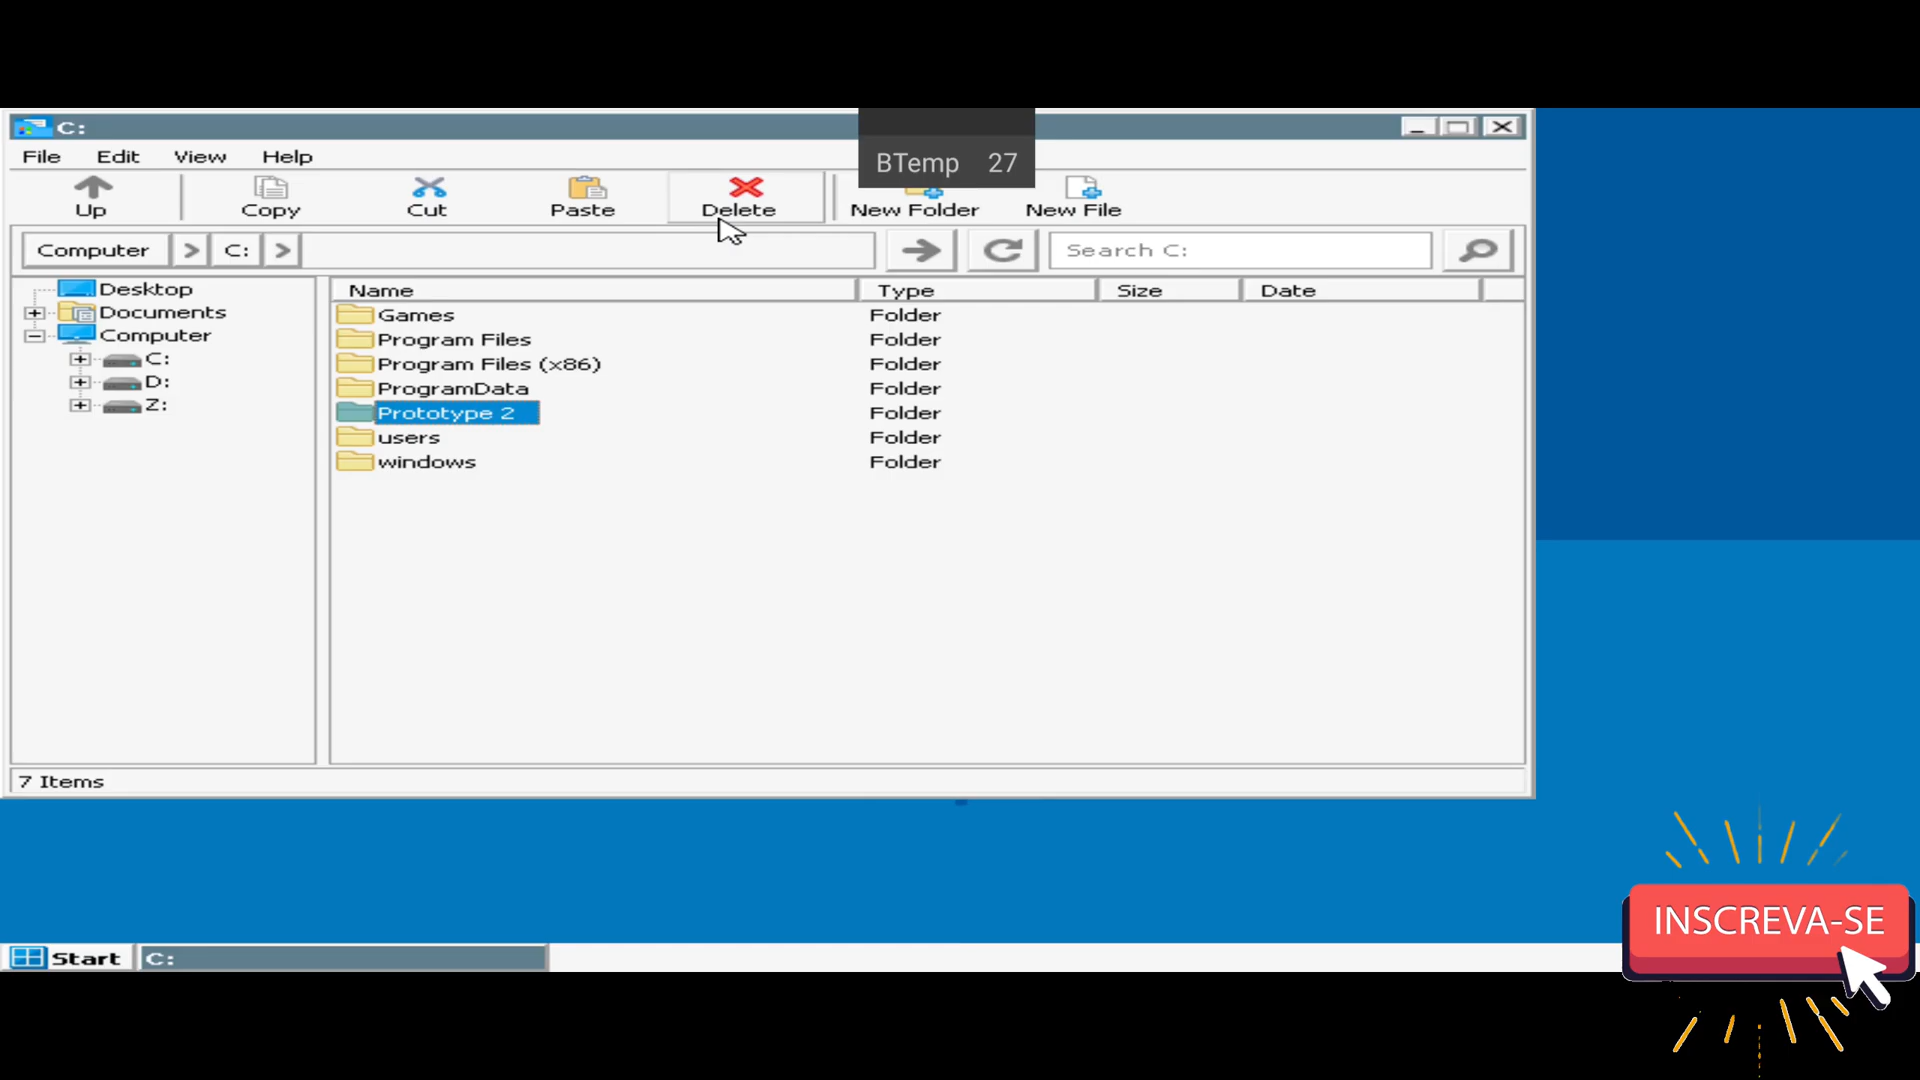 C:
BTemp 27
File Edit View Help
Up Copy Cut Paste Delete New Folder New File
Computer > C: > Search C:
Desktop
Documents
Computer
C:
D:
Z:
Name Type Size Date
Games Folder
Program Files Folder
Program Files (x86) Folder
ProgramData Folder
Prototype 2 Folder
users Folder
windows Folder
7 Items
INSCREVA-SE
Start C: